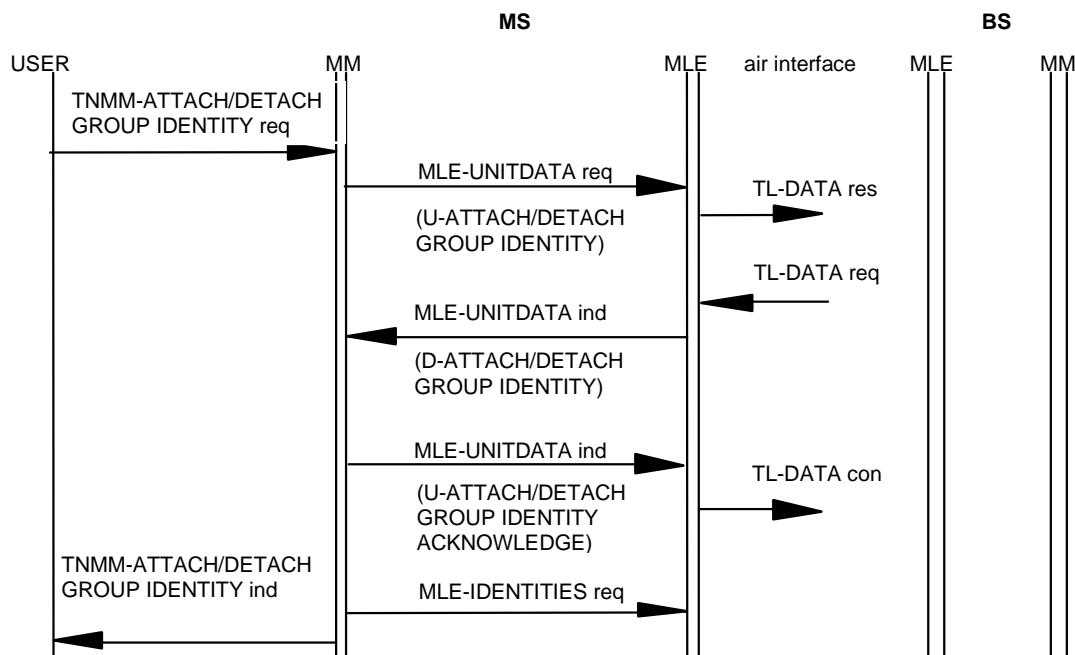 MS BS
USER MM MLE air interface MLE MM
TNMM-ATTACH/DETACH
GROUP IDENTITY req
MLE-UNITDATA req
TL-DATA res
(U-ATTACH/DETACH
GROUP IDENTITY)
TL-DATA req
MLE-UNITDATA ind
(D-ATTACH/DETACH
GROUP IDENTITY)
MLE-UNITDATA ind
TL-DATA con
(U-ATTACH/DETACH
GROUP IDENTITY
ACKNOWLEDGE)
TNMM-ATTACH/DETACH
GROUP IDENTITY ind
MLE-IDENTITIES req